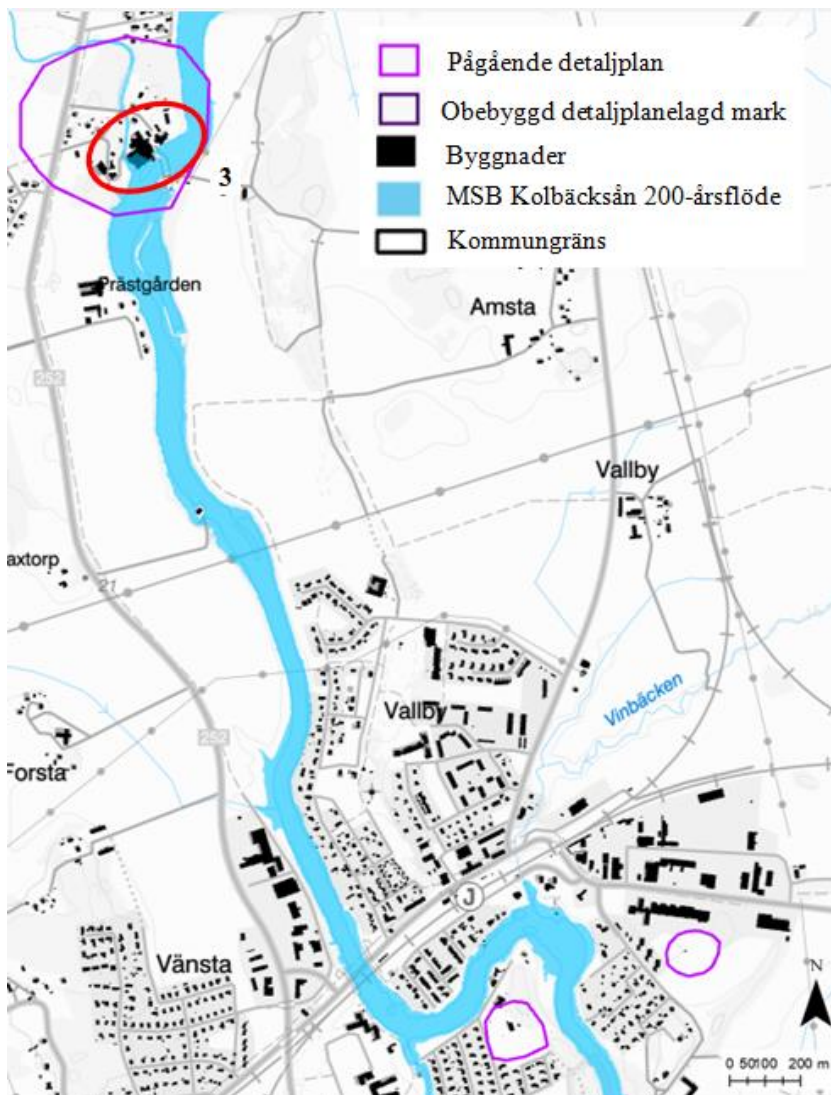 Pågående detaljplan
Obebyggd detaljplanelagd mark
Byggnader
MSB Kolbäcksån 200-årsflöde
Kommungräns
3
Prästgården
Amsta
252
Vallby
axtorp
21
Vinbäcken
Vallby
252
Forsta
J
Vänsta
N
0 50100 200 m